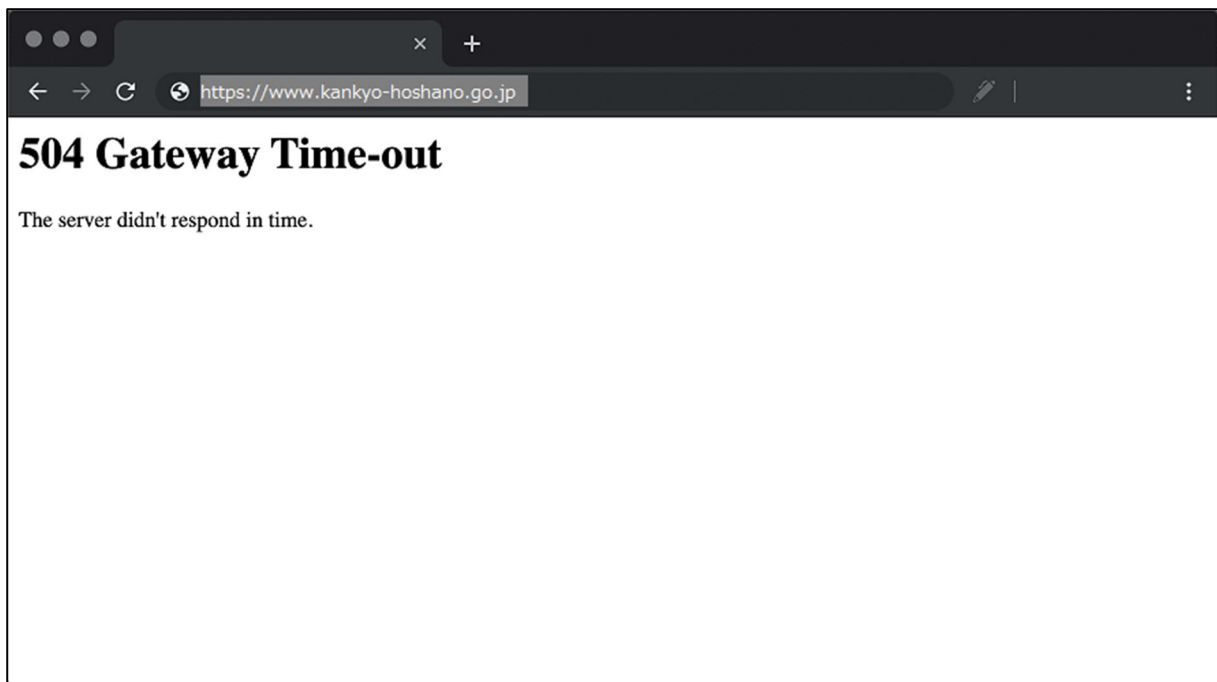 https://www.kankyo-hoshano.go.jp
504 Gateway Time-out
The server didn't respond in time.